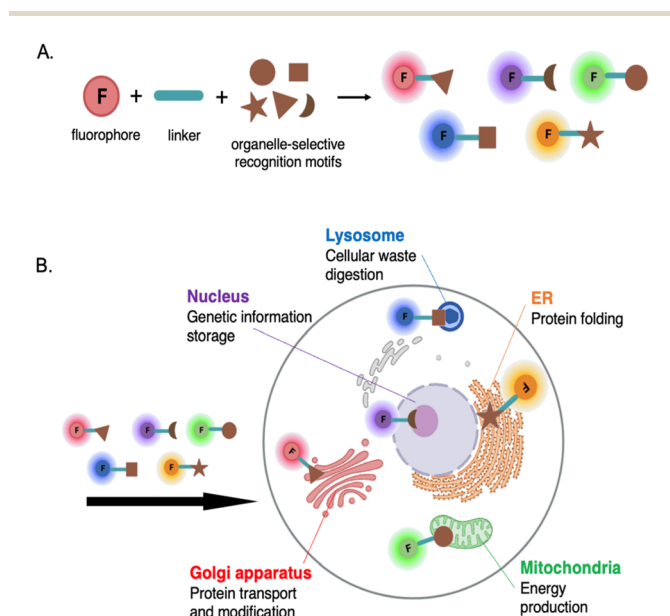 A.
F
+
+
fluorophore
linker
organelle-selective
recognition motifs
F
F
F
F
F
B.
Lysosome
Cellular waste
digestion
Nucleus
Genetic information
storage
ER
Protein folding
F
F
F
F
F
F
F
F
F
F
Golgi apparatus
Protein transport
and modification
Mitochondria
Energy
production